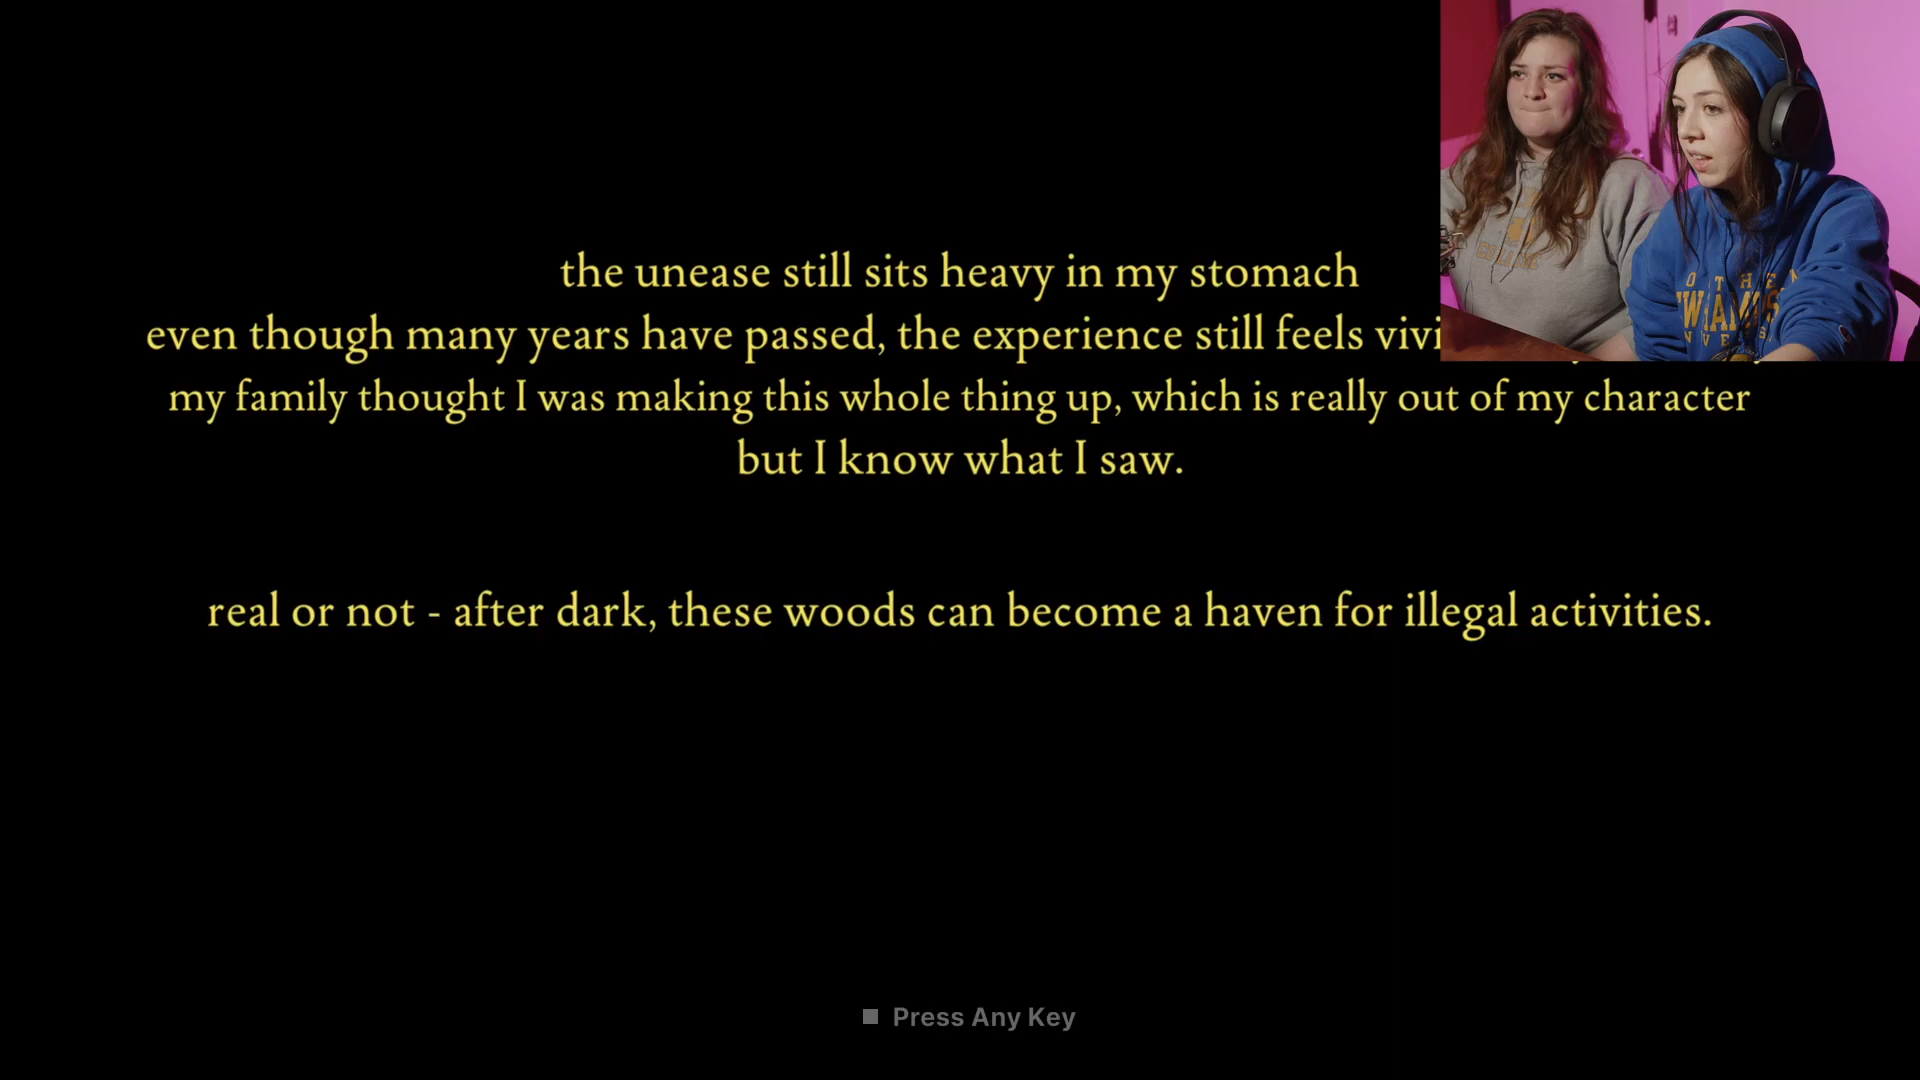 the unease still sits heavy in my stomach
even though many years have passed, the experience still feels
my family thought I was making this whole thing up, which is really out of my character
but I know what I saw.
real or not - after dark, these woods can become a haven for illegal activities.
Press Any Key